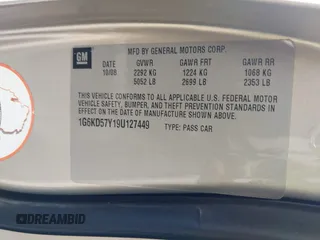 MFD BY GENERAL MOTORS CORP.
GM
DATE GVWR GAWR FRT GAWR RR
10/08 2292 KG 1224 KG 1068 KG
5052 LB 2699 LB 2353 LB
THIS VEHICLE CONFORMS TO ALL APPLICABLE U.S. FEDERAL MOTOR
VEHICLE SAFETY, BUMPER, AND THEFT PREVENTION STANDARDS IN
EFFECT ON THE DATE OF MANUFACTURE SHOWN ABOVE.
1G6KD57Y19U127449 TYPE: PASS CAR
DREAMBID